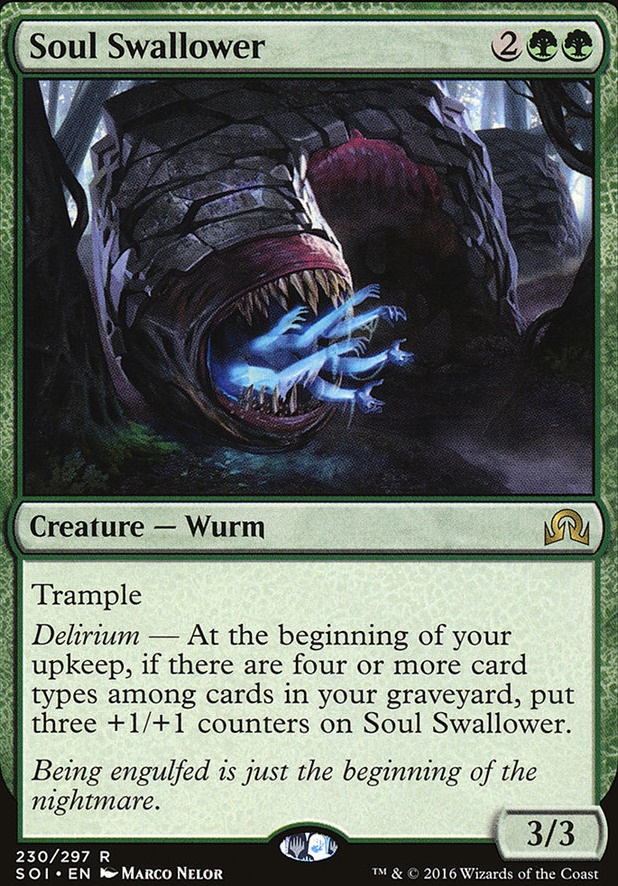 Soul Swallower 2
Creature — Wurm
Trample
Delirium — At the beginning of your
upkeep, if there are four or more card
types among cards in your graveyard, put
three +1/+1 counters on Soul Swallower.
Being engulfed is just the beginning of the
nightmare.
3/3
230/297 R
SOI • EN Marco Nelor ™ & © 2016 Wizards of the Coast